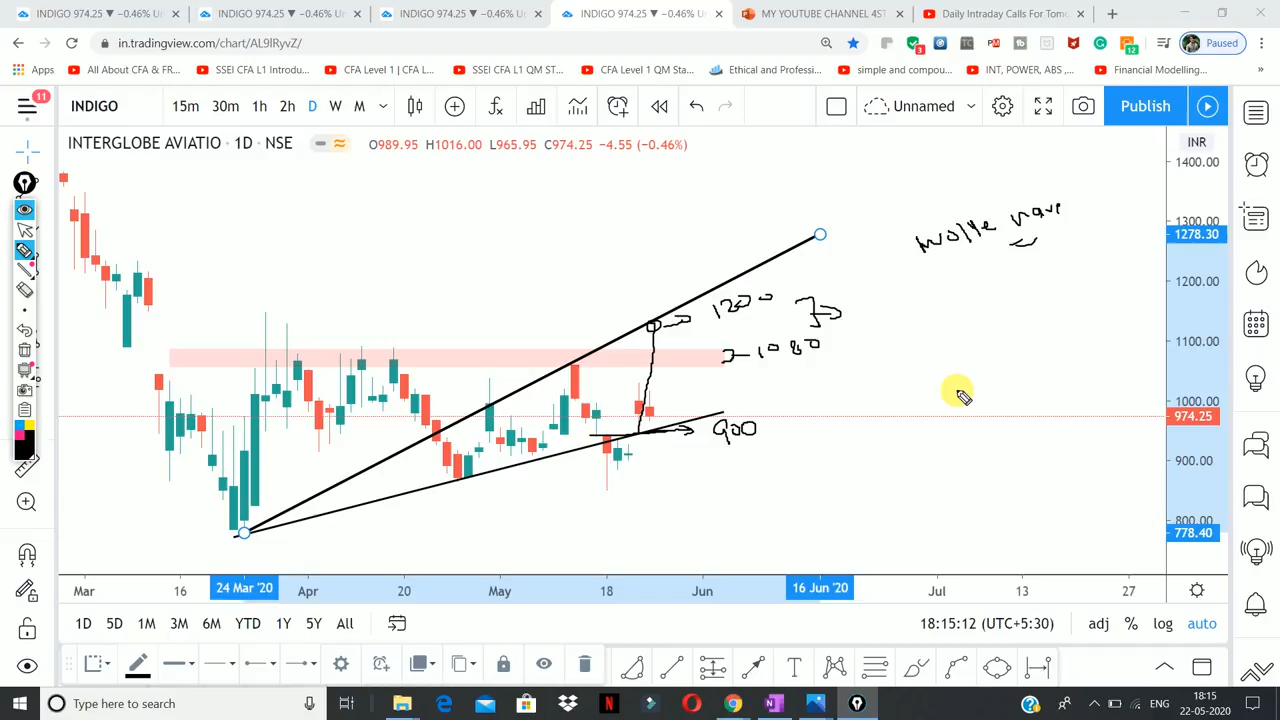 INDIGO 974.25 ▼ −0.46% Un INDIGO 974.25 ▼ −0.46% Un INDIGO 974.25 ▼ −0.46% Un INDIGO 974.25 ▼ −0.46% Un MY YOUTUBE CHANNEL 4ST Daily Intraday Calls For Tom
in.tradingview.com/chart/AL9lRyvZ/ 3 12 Paused
Apps All About CFA & FR... SSEI CFA L1 Introdu... CFA Level 1 | CFA L... SSEI CFA L1 QM ST... CFA Level 1 QM Sta... Ethical and Professi... simple and compou... INT, POWER, ABS ,... Financial Modelling...
11 INDIGO 15m 30m 1h 2h D W M Unnamed Publish
INTERGLOBE AVIATIO · 1D · NSE O989.95 H1016.00 L965.95 C974.25 −4.55 (−0.46%) INR
1400.00
1300.00
1278.30
1200.00
1100.00
1000.00
974.25
900.00
800.00
778.40
wolfe wave
1200
1080
900
Mar 16 24 Mar '20 Apr 20 May 18 Jun 16 Jun '20 Jul 13 27
1D 5D 1M 3M 6M YTD 1Y 5Y All 18:15:12 (UTC+5:30) adj % log auto
Type here to search ENG 18:15
22-05-2020